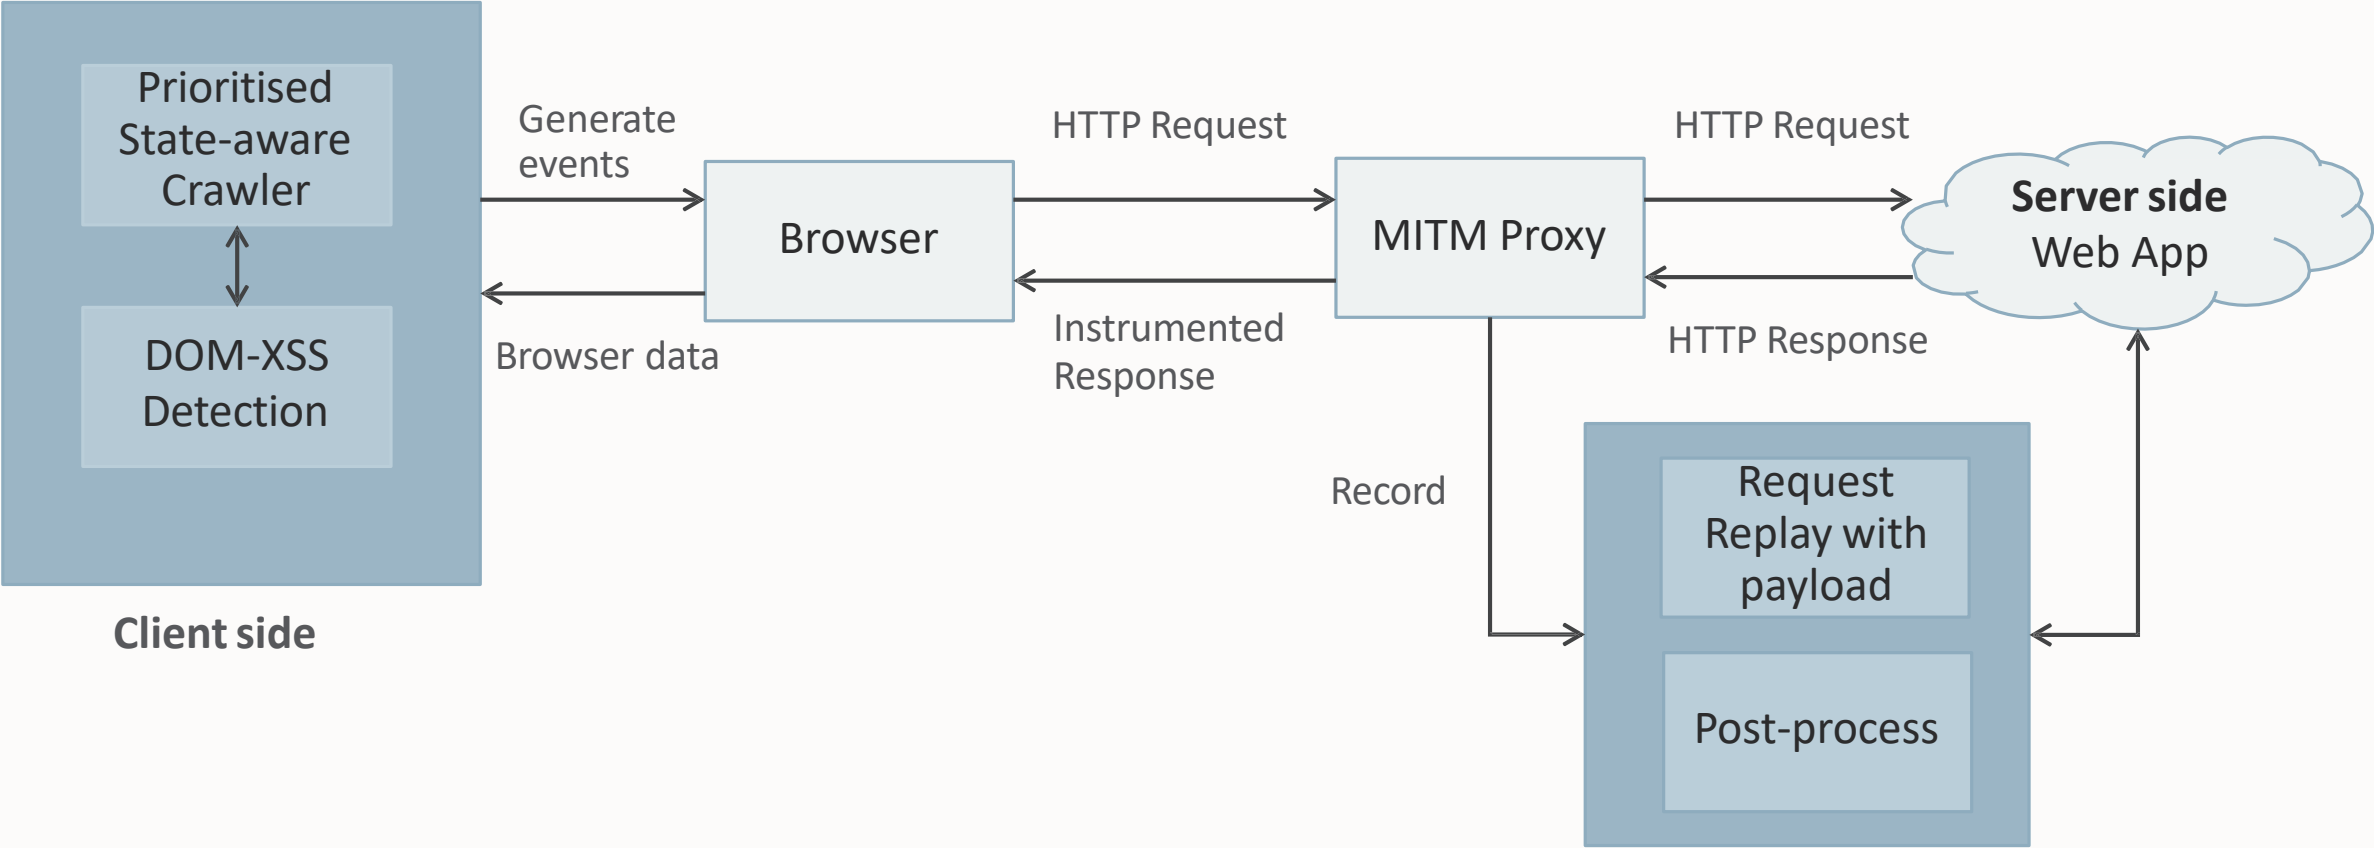 Prioritised
State-aware
Crawler
DOM-XSS
Detection
Client side
Generate
events
Browser data
Browser
HTTP Request
Instrumented
Response
MITM Proxy
HTTP Request
HTTP Response
Server side
Web App
Record
Request
Replay with
payload
Post-process